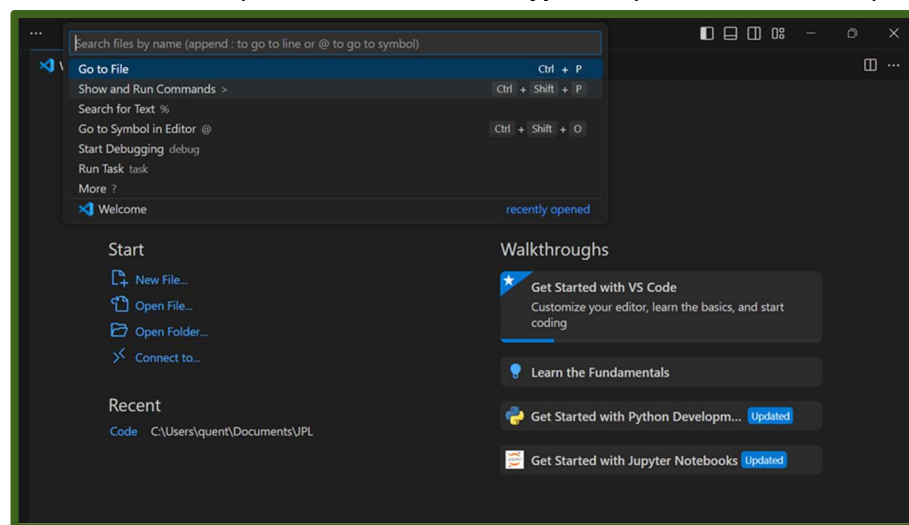 Search files by name (append : to go to line or @ to go to symbol)
Go to File Ctrl + P
Show and Run Commands > Ctrl + Shift + P
Search for Text %
Go to Symbol in Editor @ Ctrl + Shift + O
Start Debugging debug
Run Task task
More ?
Welcome recently opened
Start
New File...
Open File...
Open Folder...
Connect to...
Recent
Code C:\Users\quent\Documents\JPL
Walkthroughs
Get Started with VS Code
Customize your editor, learn the basics, and start
coding
Learn the Fundamentals
Get Started with Python Developm... Updated
Get Started with Jupyter Notebooks Updated